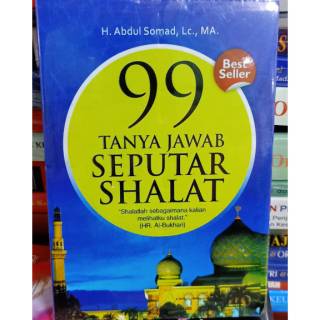 H. Abdul Somad, Lc., MA.
Best
Seller
99
TANYA JAWAB
SEPUTAR
SHALAT
"Shalatlah sebagaimana kalian
melihatku shalat."
(HR. Al-Bukhari)